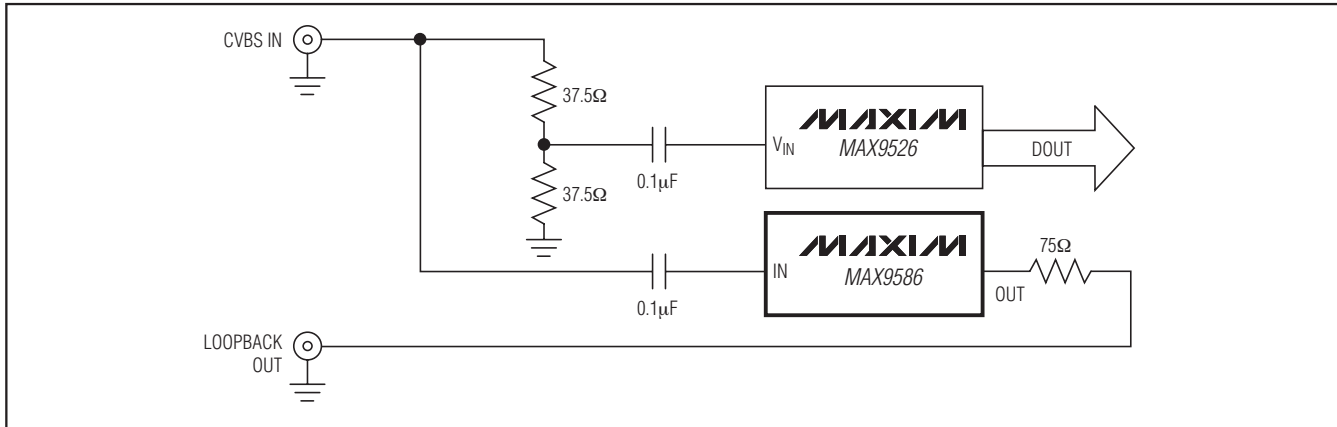 CVBS IN
37.5Ω
37.5Ω
0.1µF
VIN
MAXIM
MAX9526
DOUT
0.1µF
IN
MAXIM
MAX9586
OUT
75Ω
LOOPBACK
OUT